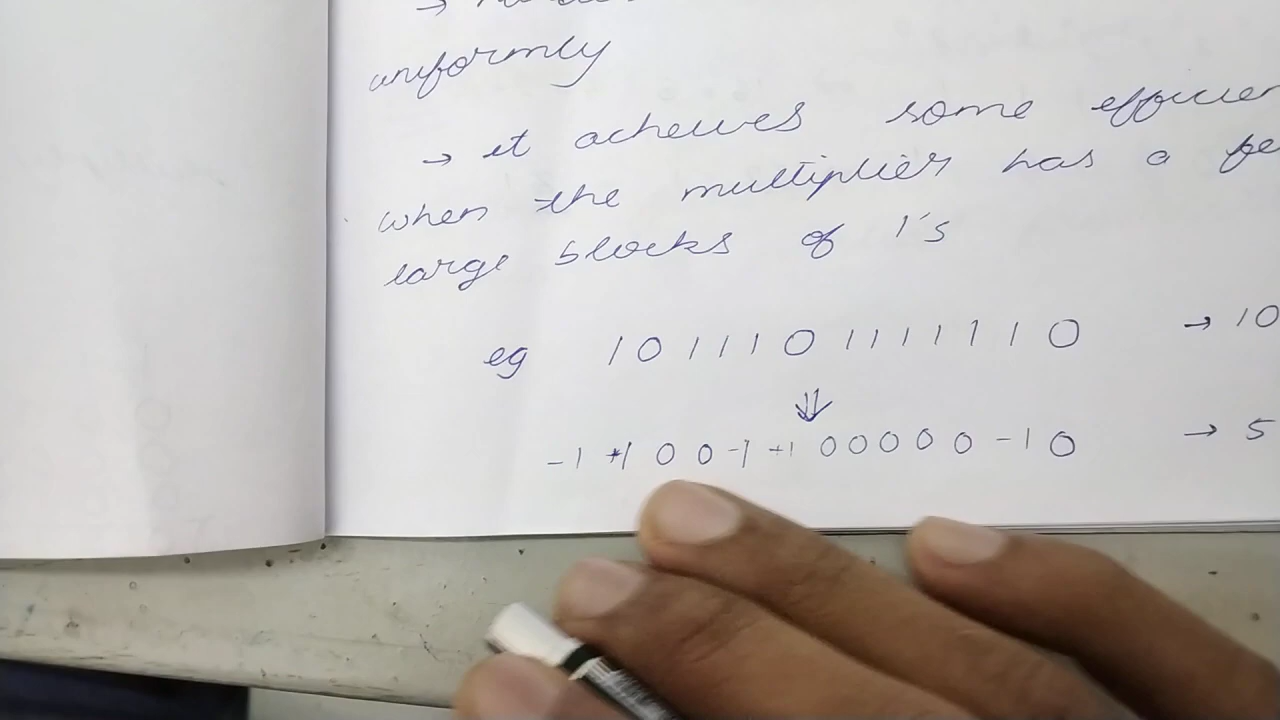 →
uniformly
→ it acheives some
when the multiplier has a
large blocks of 1's
eg 1 0 1 1 1 0 1 1 1 1 1 1 0 → 10
⇓
-1 +1 0 0 -1 +1 0 0 0 0 0 -1 0 → 5